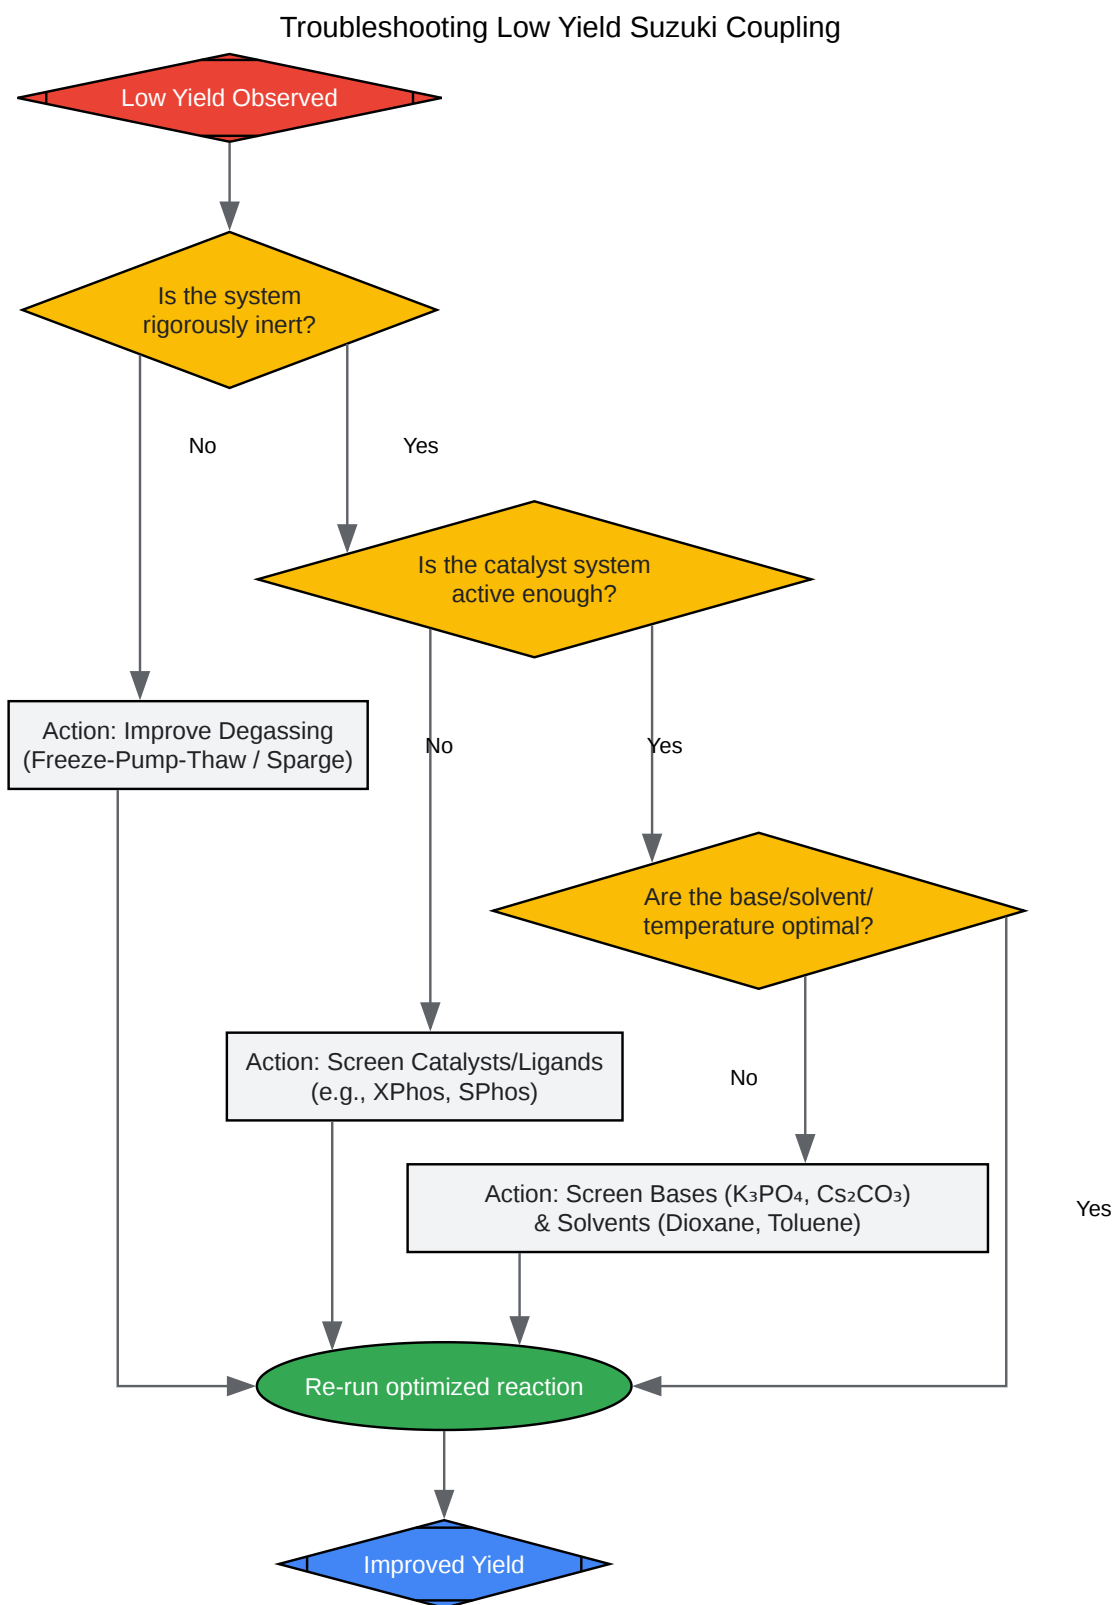 Troubleshooting Low Yield Suzuki Coupling
Low Yield Observed
Is the system
rigorously inert?
No
Yes
Is the catalyst system
active enough?
Action: Improve Degassing
(Freeze-Pump-Thaw / Sparge)
No
Yes
Are the base/solvent/
temperature optimal?
Action: Screen Catalysts/Ligands
(e.g., XPhos, SPhos)
No
Action: Screen Bases (K₃PO₄, Cs₂CO₃)
& Solvents (Dioxane, Toluene)
Yes
Re-run optimized reaction
Improved Yield